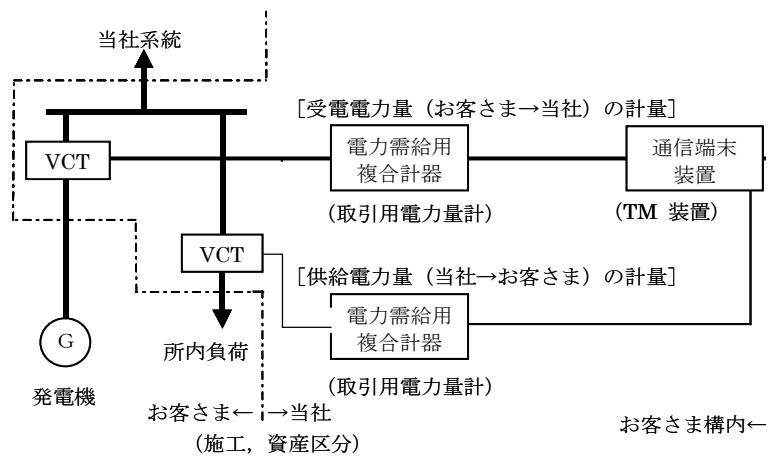 当社系統
[受電電力量（お客さま→当社）の計量]
VCT
電力需給用
複合計器
通信端末
装置
(取引用電力量計)
(TM 装置)
VCT
[供給電力量（当社→お客さま）の計量]
電力需給用
複合計器
G
所内負荷
(取引用電力量計)
発電機
お客さま← →当社
(施工，資産区分)
お客さま構内←